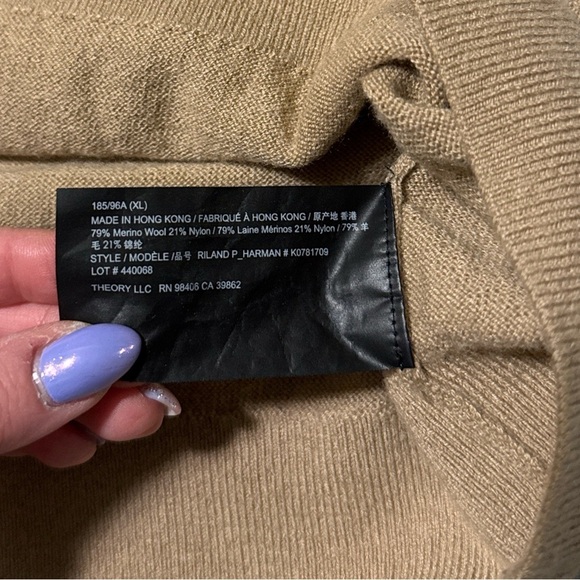 185/96A (XL)
MADE IN HONG KONG / FABRIQUÉ À HONG KONG / 原产地 香港
79% Merino Wool 21% Nylon / 79% Laine Mérinos 21% Nylon / 79% 羊
毛 21% 锦纶
STYLE / MODÈLE /品号 RILAND P_HARMAN # K0781709
LOT # 440068
THEORY LLC RN 98406 CA 39862